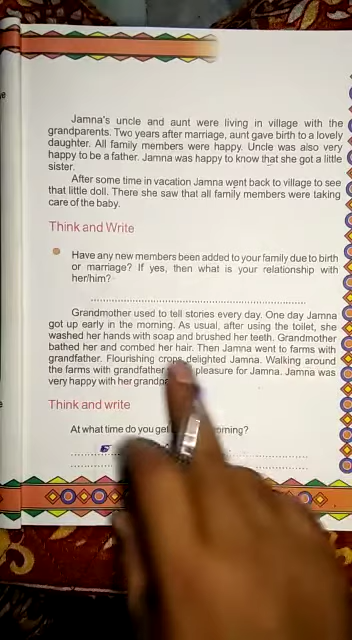 Jamna's uncle and aunt were living in village with the
grandparents. Two years after marriage, aunt gave birth to a lovely
daughter. All family members were happy. Uncle was also very
happy to be a father. Jamna was happy to know that she got a little
sister.
After some time in vacation Jamna went back to village to see
that little doll. There she saw that all family members were taking
care of the baby.
Think and Write
Have any new members been added to your family due to birth
or marriage? If yes, then what is your relationship with
her/him?
Grandmother used to tell stories every day. One day Jamna
got up early in the morning. As usual, after using the toilet, she
washed her hands with soap and brushed her teeth. Grandmother
bathed her and combed her hair. Then Jamna went to farms with
grandfather. Flourishing crops delighted Jamna. Walking around
the farms with grandfather pleasure for Jamna. Jamna was
very happy with her
Think and write
At what time do you get morning?
6